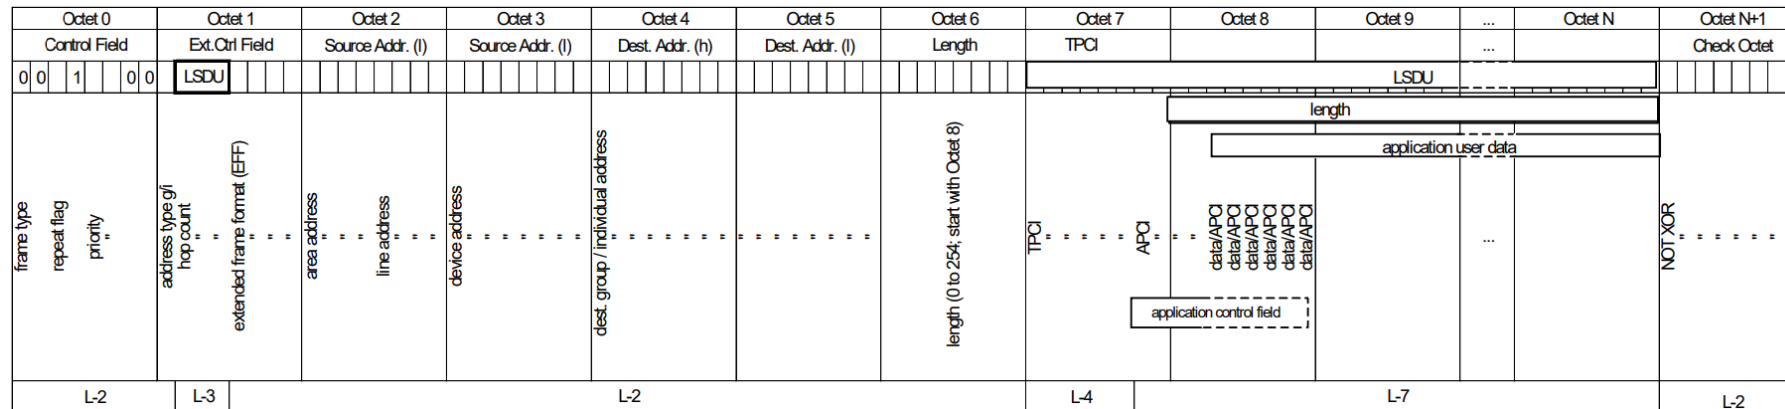 Octet 0 Octet 1 Octet 2 Octet 3 Octet 4 Octet 5 Octet 6 Octet 7 Octet 8 Octet 9 ... Octet N Octet N+1
Control Field Ext.Ctrl Field Source Addr. (l) Source Addr. (l) Dest. Addr. (h) Dest. Addr. (l) Length TPCI ... Check Octet
0 0 1 0 0 LSDU LSDU
length
application user data
frame type
repeat flag
priority
"
address type g/i
hop count
" "
extended frame format (EFF)
" " "
area address
" " "
line address
" " "
device address
" " " " " " "
dest. group / individual address
" " " " " " "
" " " " " " " "
length (0 to 254; start with Octet 8)
TPCI
" " " " "
APCI
" " "
data/APCI
data/APCI
data/APCI
data/APCI
data/APCI
data/APCI
...
NOT XOR
" " " " " "
application control field
L-2 L-3 L-2 L-4 L-7 L-2